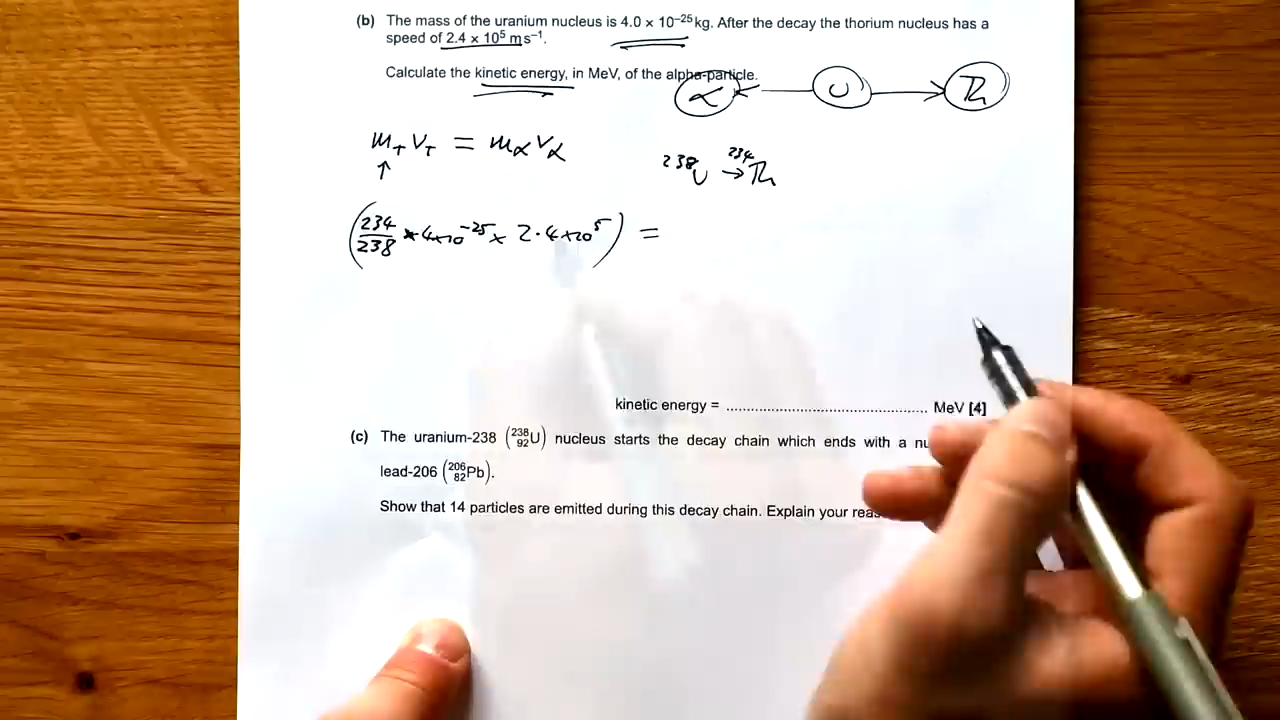 (b) The mass of the uranium nucleus is 4.0 × 10⁻²⁵ kg. After the decay the thorium nucleus has a
speed of 2.4 × 10⁵ m s⁻¹.
Calculate the kinetic energy, in MeV, of the alpha-particle.
α U Th
m_T V_T = m_α V_α
²³⁸U → ²³⁴Th
(234/238 × 4×10⁻²⁵ × 2.4×10⁵) =
kinetic energy = ................................................. MeV [4]
(c) The uranium-238 (²³⁸₉₂U) nucleus starts the decay chain which ends with a
lead-206 (²⁰⁶₈₂Pb).
Show that 14 particles are emitted during this decay chain. Explain your